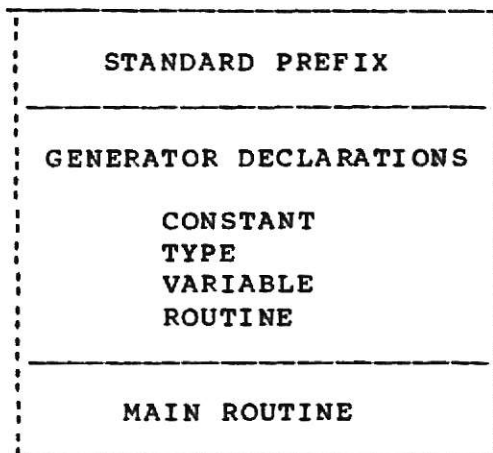 STANDARD PREFIX
GENERATOR DECLARATIONS
CONSTANT
TYPE
VARIABLE
ROUTINE
MAIN ROUTINE